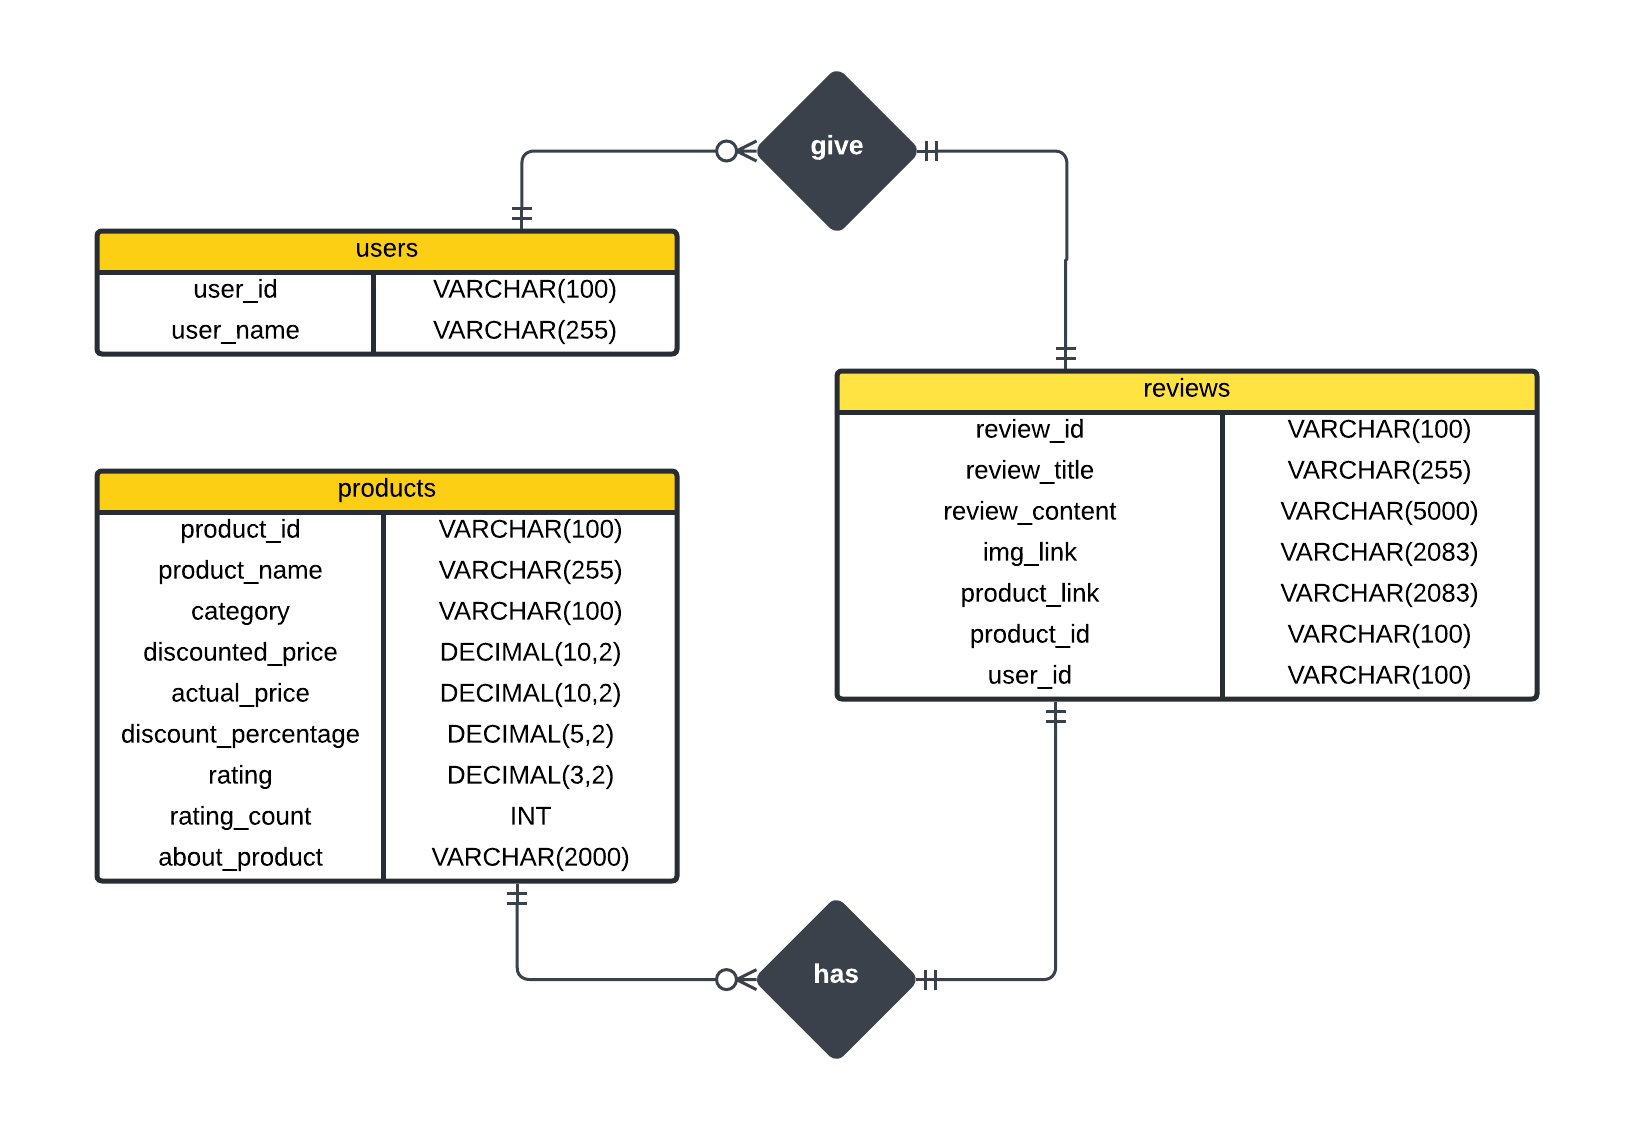 give
users
user_id VARCHAR(100)
user_name VARCHAR(255)
reviews
review_id VARCHAR(100)
review_title VARCHAR(255)
review_content VARCHAR(5000)
img_link VARCHAR(2083)
product_link VARCHAR(2083)
product_id VARCHAR(100)
user_id VARCHAR(100)
products
product_id VARCHAR(100)
product_name VARCHAR(255)
category VARCHAR(100)
discounted_price DECIMAL(10,2)
actual_price DECIMAL(10,2)
discount_percentage DECIMAL(5,2)
rating DECIMAL(3,2)
rating_count INT
about_product VARCHAR(2000)
has